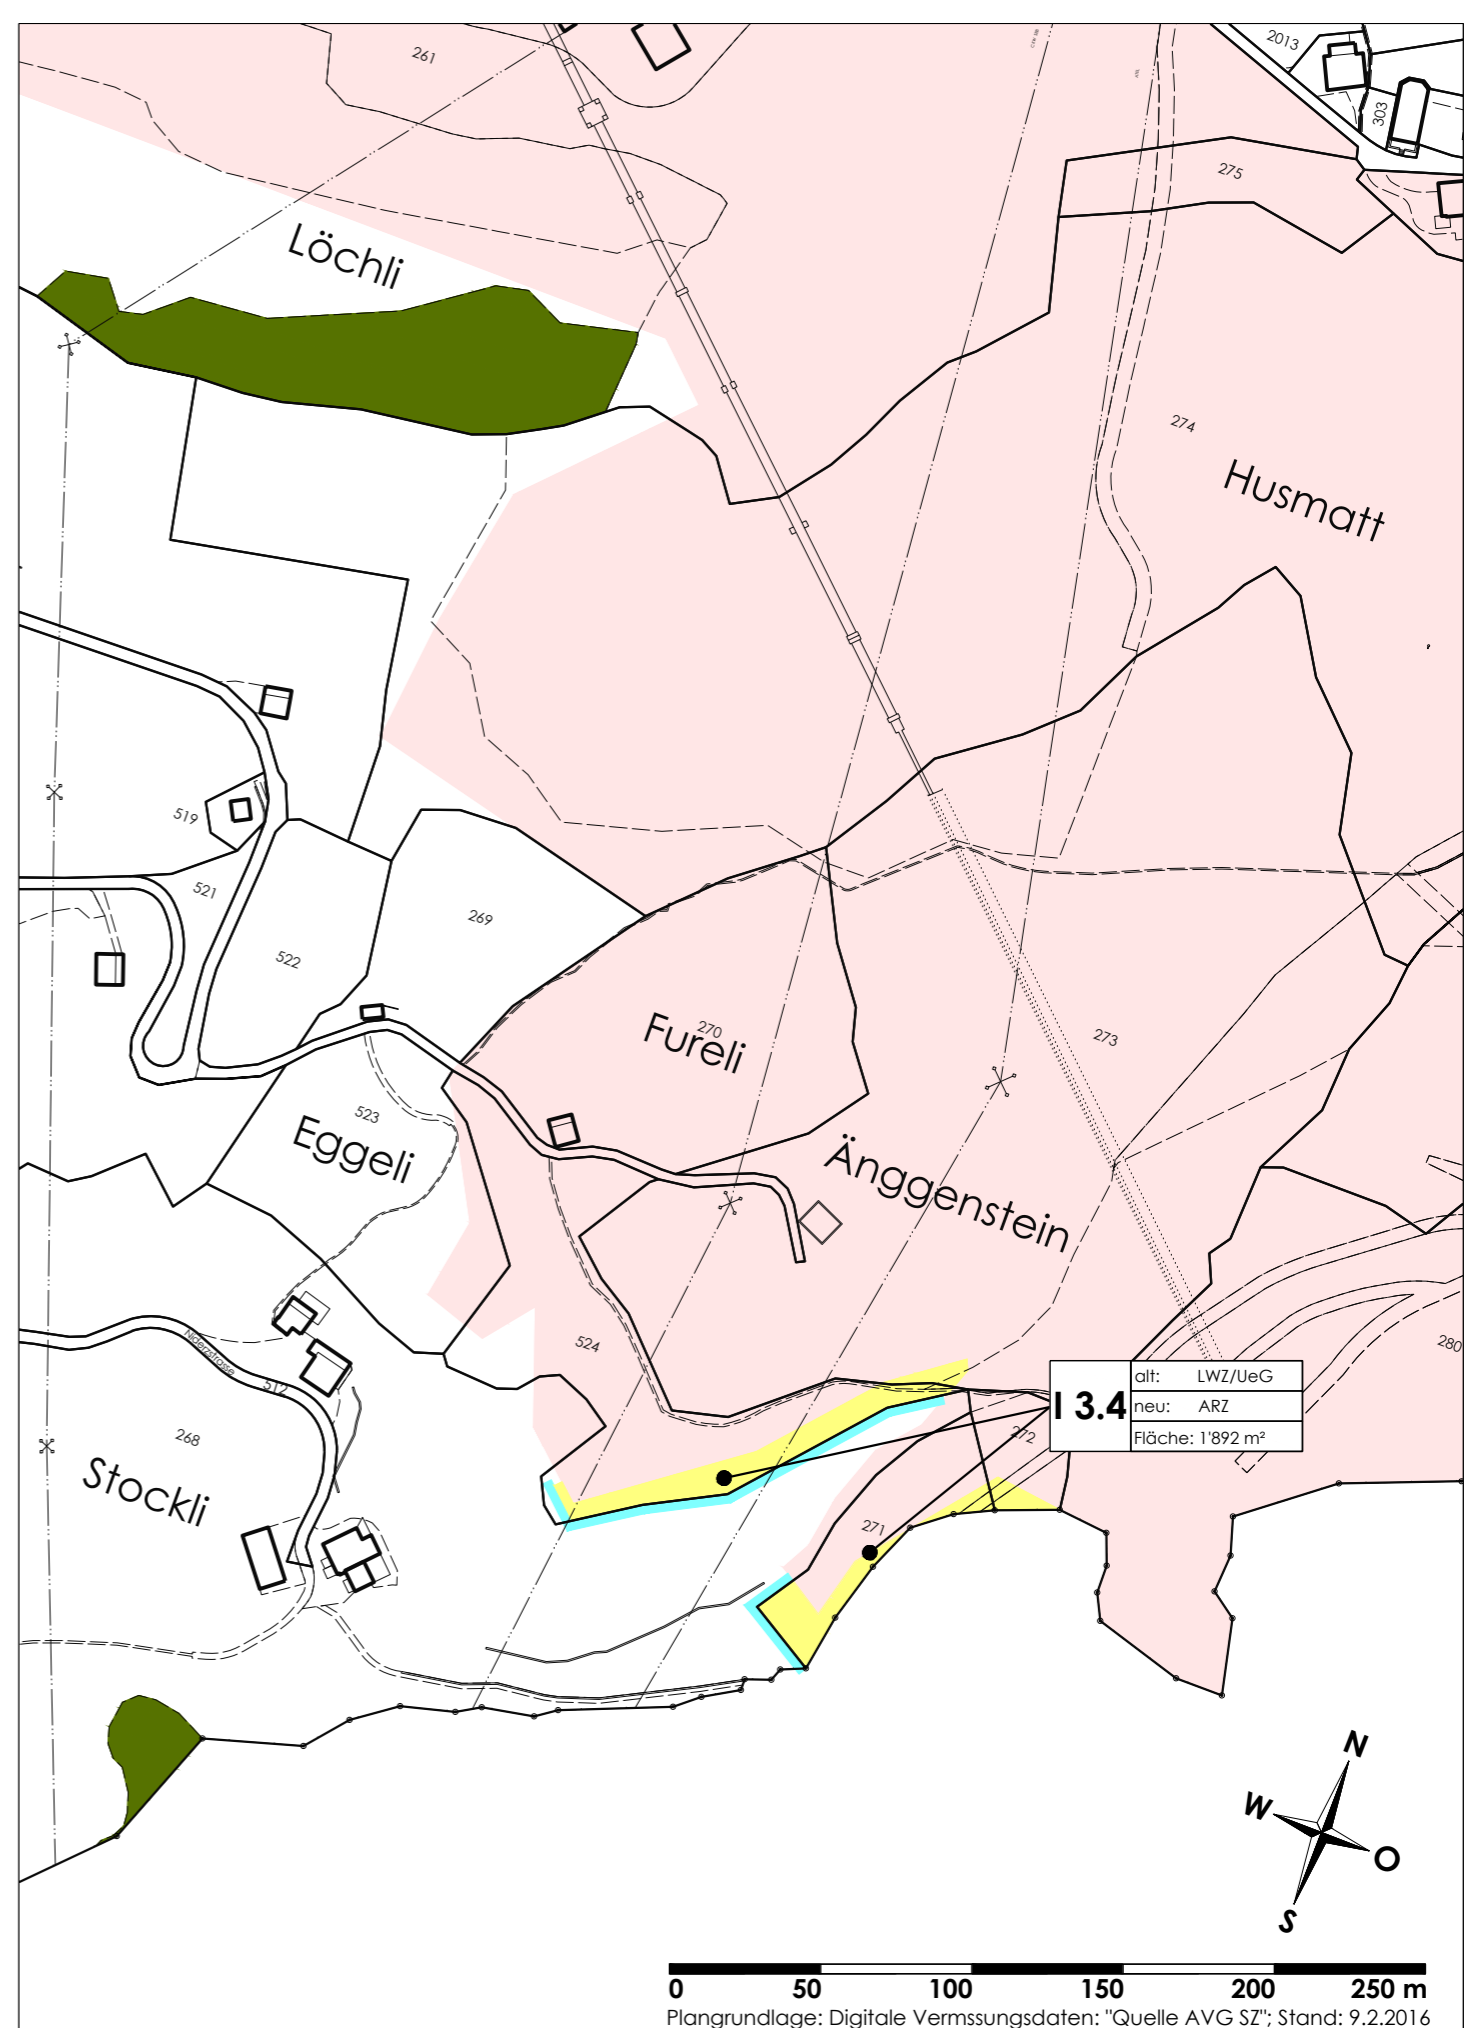 261
2013
303
275
Löchli
274
Husmatt
519
521
269
522
270
Fureli
273
523
Eggeli
Änggenstein
524
Niderzstrasse
512
280
I 3.4
alt: LWZ/UeG
neu: ARZ
Fläche: 1'892 m²
268
272
Stockli
271
N
W
O
S
0 50 100 150 200 250 m
Plangrundlage: Digitale Vermssungsdaten: "Quelle AVG SZ"; Stand: 9.2.2016